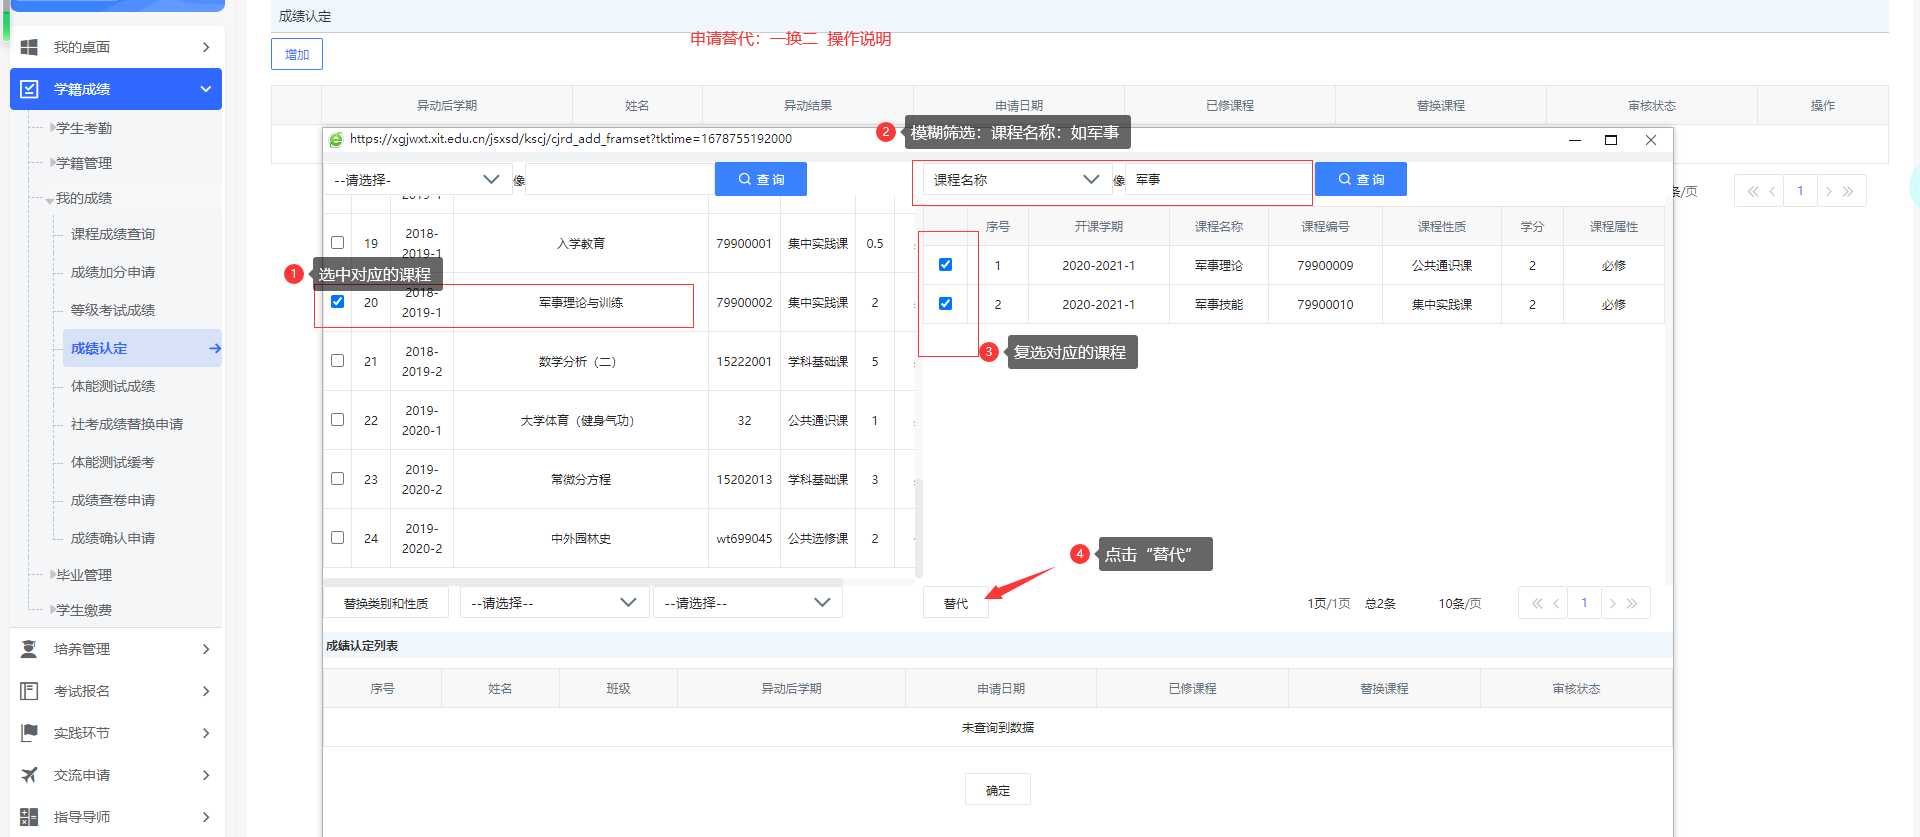 成绩认定
申请替代：一换二 操作说明
增加
我的桌面
学籍成绩
学生考勤
学籍管理
我的成绩
课程成绩查询
成绩加分申请
等级考试成绩
成绩认定
体能测试成绩
社考成绩替换申请
体能测试缓考
成绩查卷申请
成绩确认申请
毕业管理
学生缴费
培养管理
考试报名
实践环节
交流申请
指导导师
异动后学期 姓名 异动结果 申请日期 已修课程 替换课程 审核状态 操作
条/页 1
https://xgjwxt.xit.edu.cn/jsxsd/kscj/cjrd_add_framset?tktime=1678755192000
2 模糊筛选：课程名称：如军事
--请选择- 像 查询
课程名称 像 军事 查询
19 2018-2019-1 入学教育 79900001 集中实践课 0.5
1 选中对应的课程
20 2018-2019-1 军事理论与训练 79900002 集中实践课 2
21 2018-2019-2 数学分析（二） 15222001 学科基础课 5
22 2019-2020-1 大学体育（健身气功） 32 公共通识课 1
23 2019-2020-2 常微分方程 15202013 学科基础课 3
24 2019-2020-2 中外园林史 wt699045 公共选修课 2
序号 开课学期 课程名称 课程编号 课程性质 学分 课程属性
1 2020-2021-1 军事理论 79900009 公共通识课 2 必修
2 2020-2021-1 军事技能 79900010 集中实践课 2 必修
3 复选对应的课程
4 点击“替代”
替换类别和性质 --请选择-- --请选择--
替代 1页/1页 总2条 10条/页 1
成绩认定列表
序号 姓名 班级 异动后学期 申请日期 已修课程 替换课程 审核状态
未查询到数据
确定